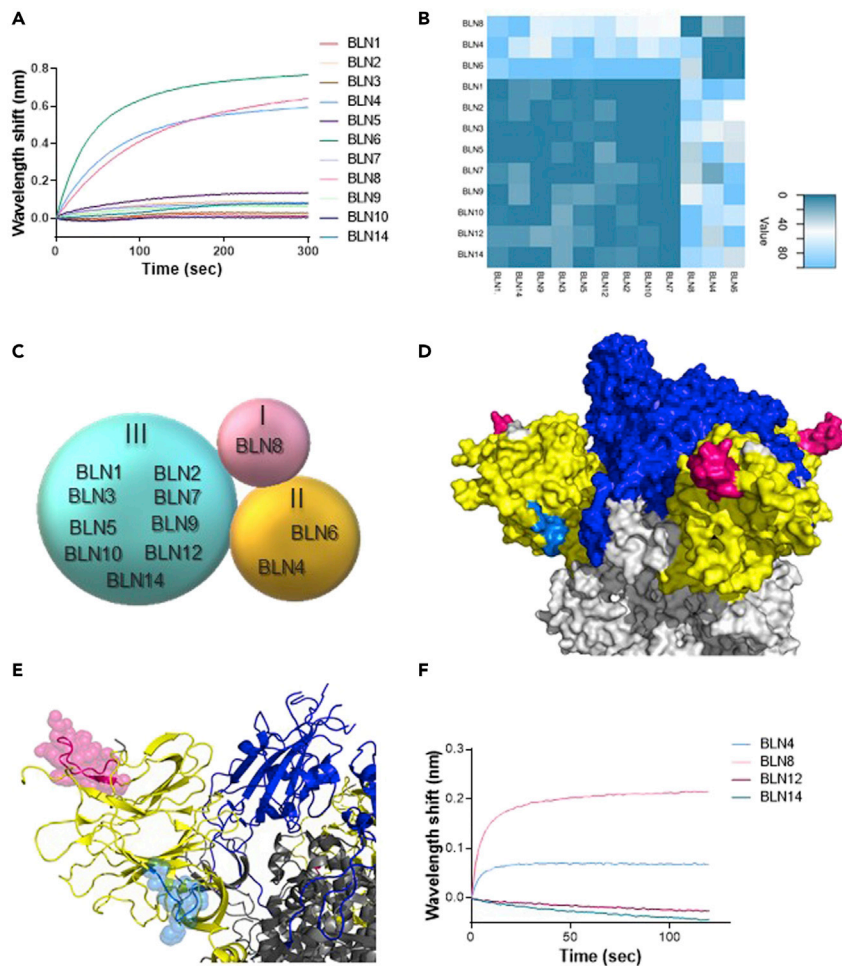 A
Wavelength shift (nm)
0.8
0.6
0.4
0.2
0.0
0
100
200
300
Time (sec)
BLN1
BLN2
BLN3
BLN4
BLN5
BLN6
BLN7
BLN8
BLN9
BLN10
BLN14
B
BLN8
BLN4
BLN6
BLN1
BLN2
BLN3
BLN5
BLN7
BLN9
BLN10
BLN12
BLN14
BLN1.
BLN14
BLN9
BLN3
BLN5
BLN12
BLN2
BLN10
BLN7
BLN8
BLN4
BLN6
Value
0
40
80
C
III
BLN1 BLN2
BLN3 BLN7
BLN5 BLN9
BLN10 BLN12
BLN14
I
BLN8
II
BLN6
BLN4
D
E
F
Wavelength shift (nm)
0.3
0.2
0.1
0.0
0
50
100
Time (sec)
BLN4
BLN8
BLN12
BLN14